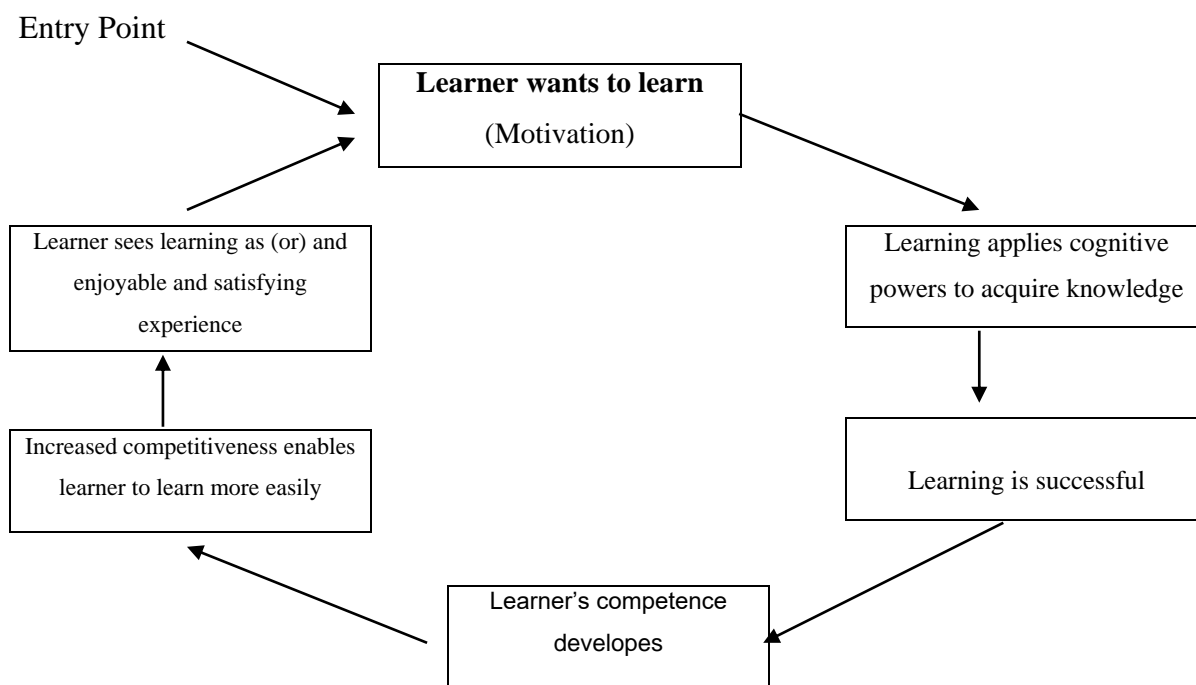 Entry Point
Learner wants to learn
(Motivation)
Learning applies cognitive
powers to acquire knowledge
Learning is successful
Learner’s competence
developes
Increased competitiveness enables
learner to learn more easily
Learner sees learning as (or) and
enjoyable and satisfying
experience